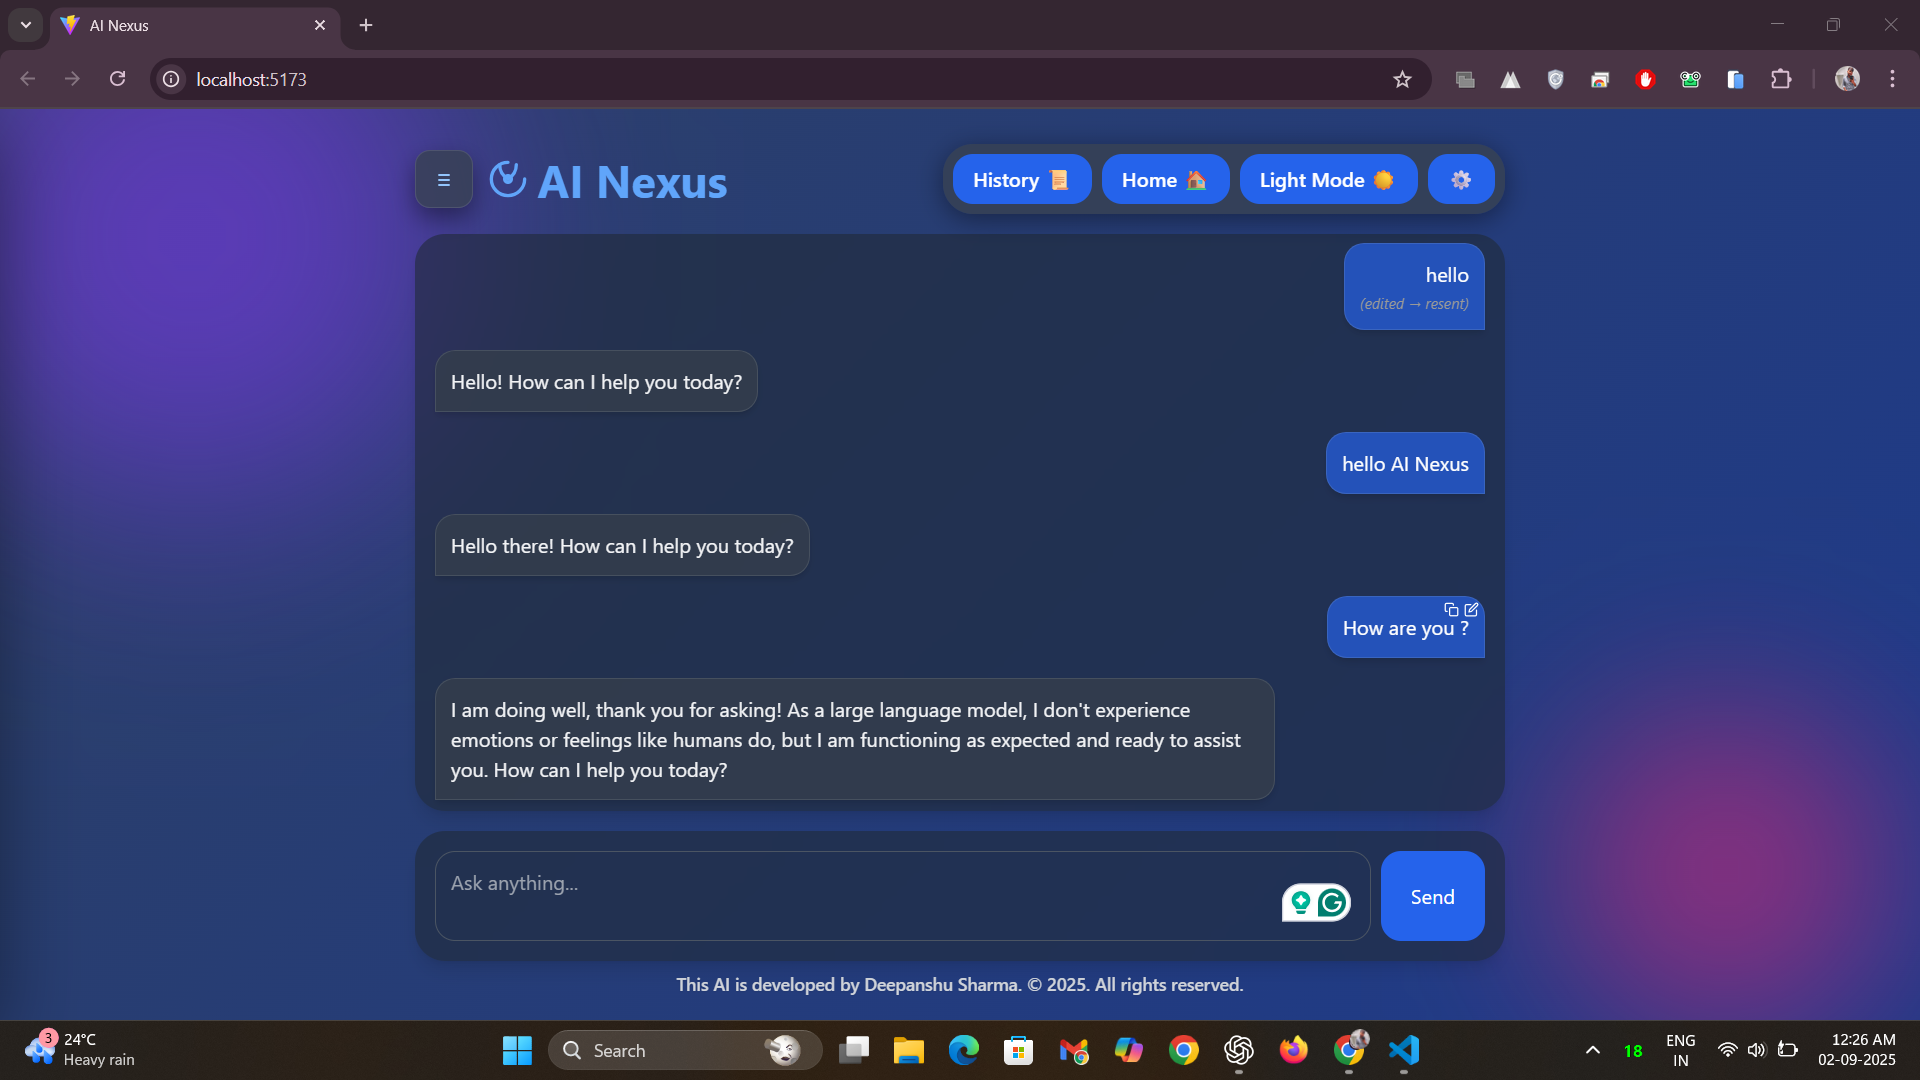 AI Nexus
localhost:5173
☰
AI Nexus
History 📜
Home 🏠
Light Mode ☀️
⚙️
hello
(edited → resent)
Hello! How can I help you today?
hello AI Nexus
Hello there! How can I help you today?
How are you ?
I am doing well, thank you for asking! As a large language model, I don't experience
emotions or feelings like humans do, but I am functioning as expected and ready to assist
you. How can I help you today?
Ask anything...
Send
This AI is developed by Deepanshu Sharma. © 2025. All rights reserved.
3
24°C
Heavy rain
Search
18
ENG
IN
12:26 AM
02-09-2025